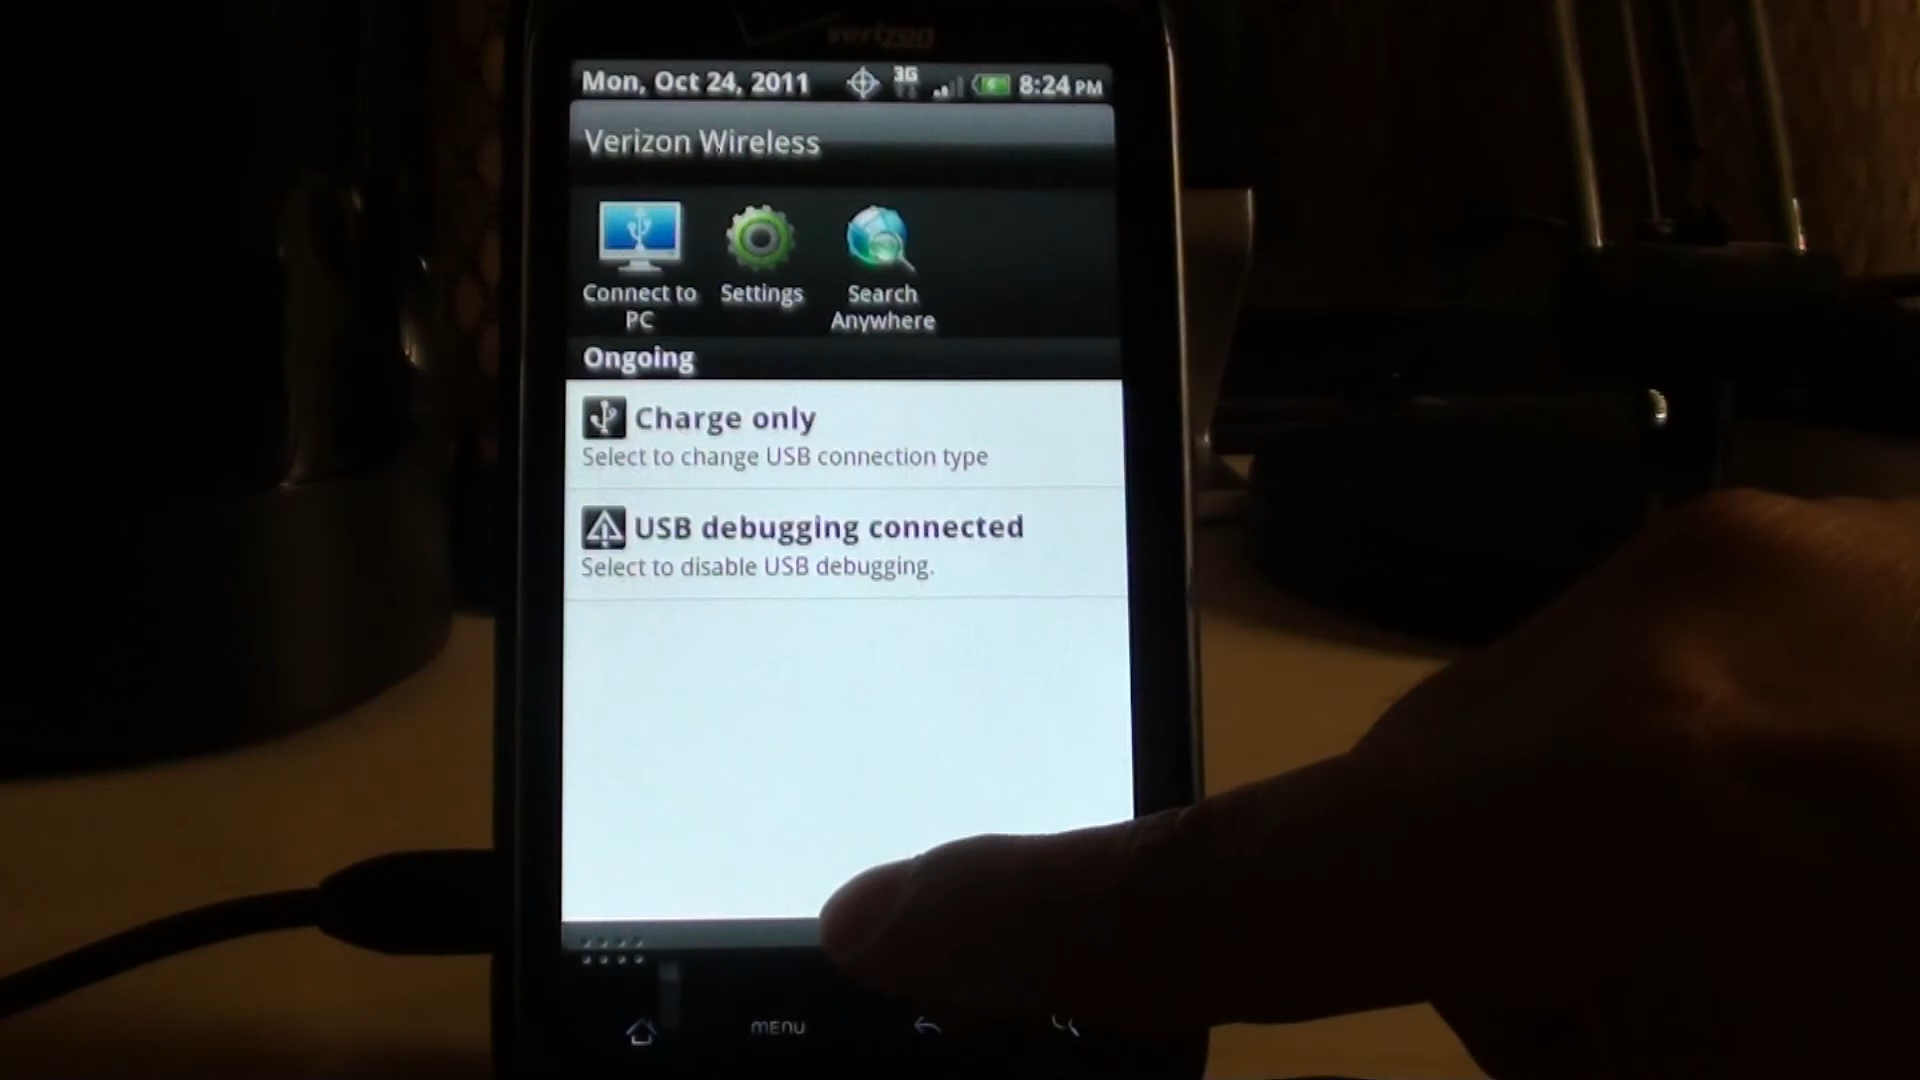 verizon
Mon, Oct 24, 2011 3G 8:24 PM
Verizon Wireless
Connect to PC
Settings
Search Anywhere
Ongoing
Charge only
Select to change USB connection type
USB debugging connected
Select to disable USB debugging.
MENU